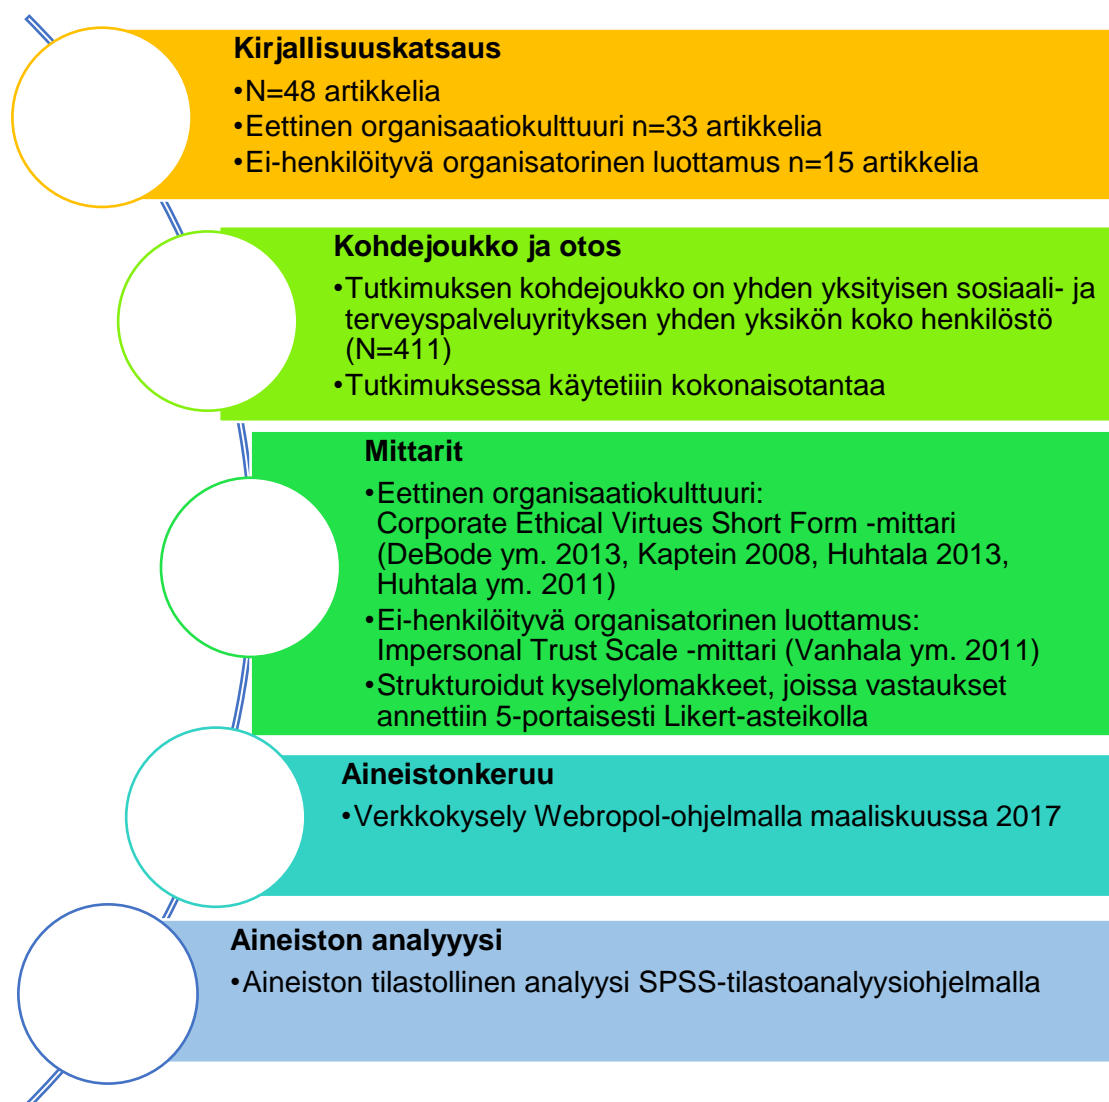 Kirjallisuuskatsaus
•N=48 artikkelia
•Eettinen organisaatiokulttuuri n=33 artikkelia
•Ei-henkilöityvä organisatorinen luottamus n=15 artikkelia
Kohdejoukko ja otos
•Tutkimuksen kohdejoukko on yhden yksityisen sosiaali- ja
terveyspalveluyrityksen yhden yksikön koko henkilöstö
(N=411)
•Tutkimuksessa käytetiiin kokonaisotantaa
Mittarit
•Eettinen organisaatiokulttuuri:
Corporate Ethical Virtues Short Form -mittari
(DeBode ym. 2013, Kaptein 2008, Huhtala 2013,
Huhtala ym. 2011)
•Ei-henkilöityvä organisatorinen luottamus:
Impersonal Trust Scale -mittari (Vanhala ym. 2011)
•Strukturoidut kyselylomakkeet, joissa vastaukset
annettiin 5-portaisesti Likert-asteikolla
Aineistonkeruu
•Verkkokysely Webropol-ohjelmalla maaliskuussa 2017
Aineiston analyyysi
•Aineiston tilastollinen analyysi SPSS-tilastoanalyysiohjelmalla